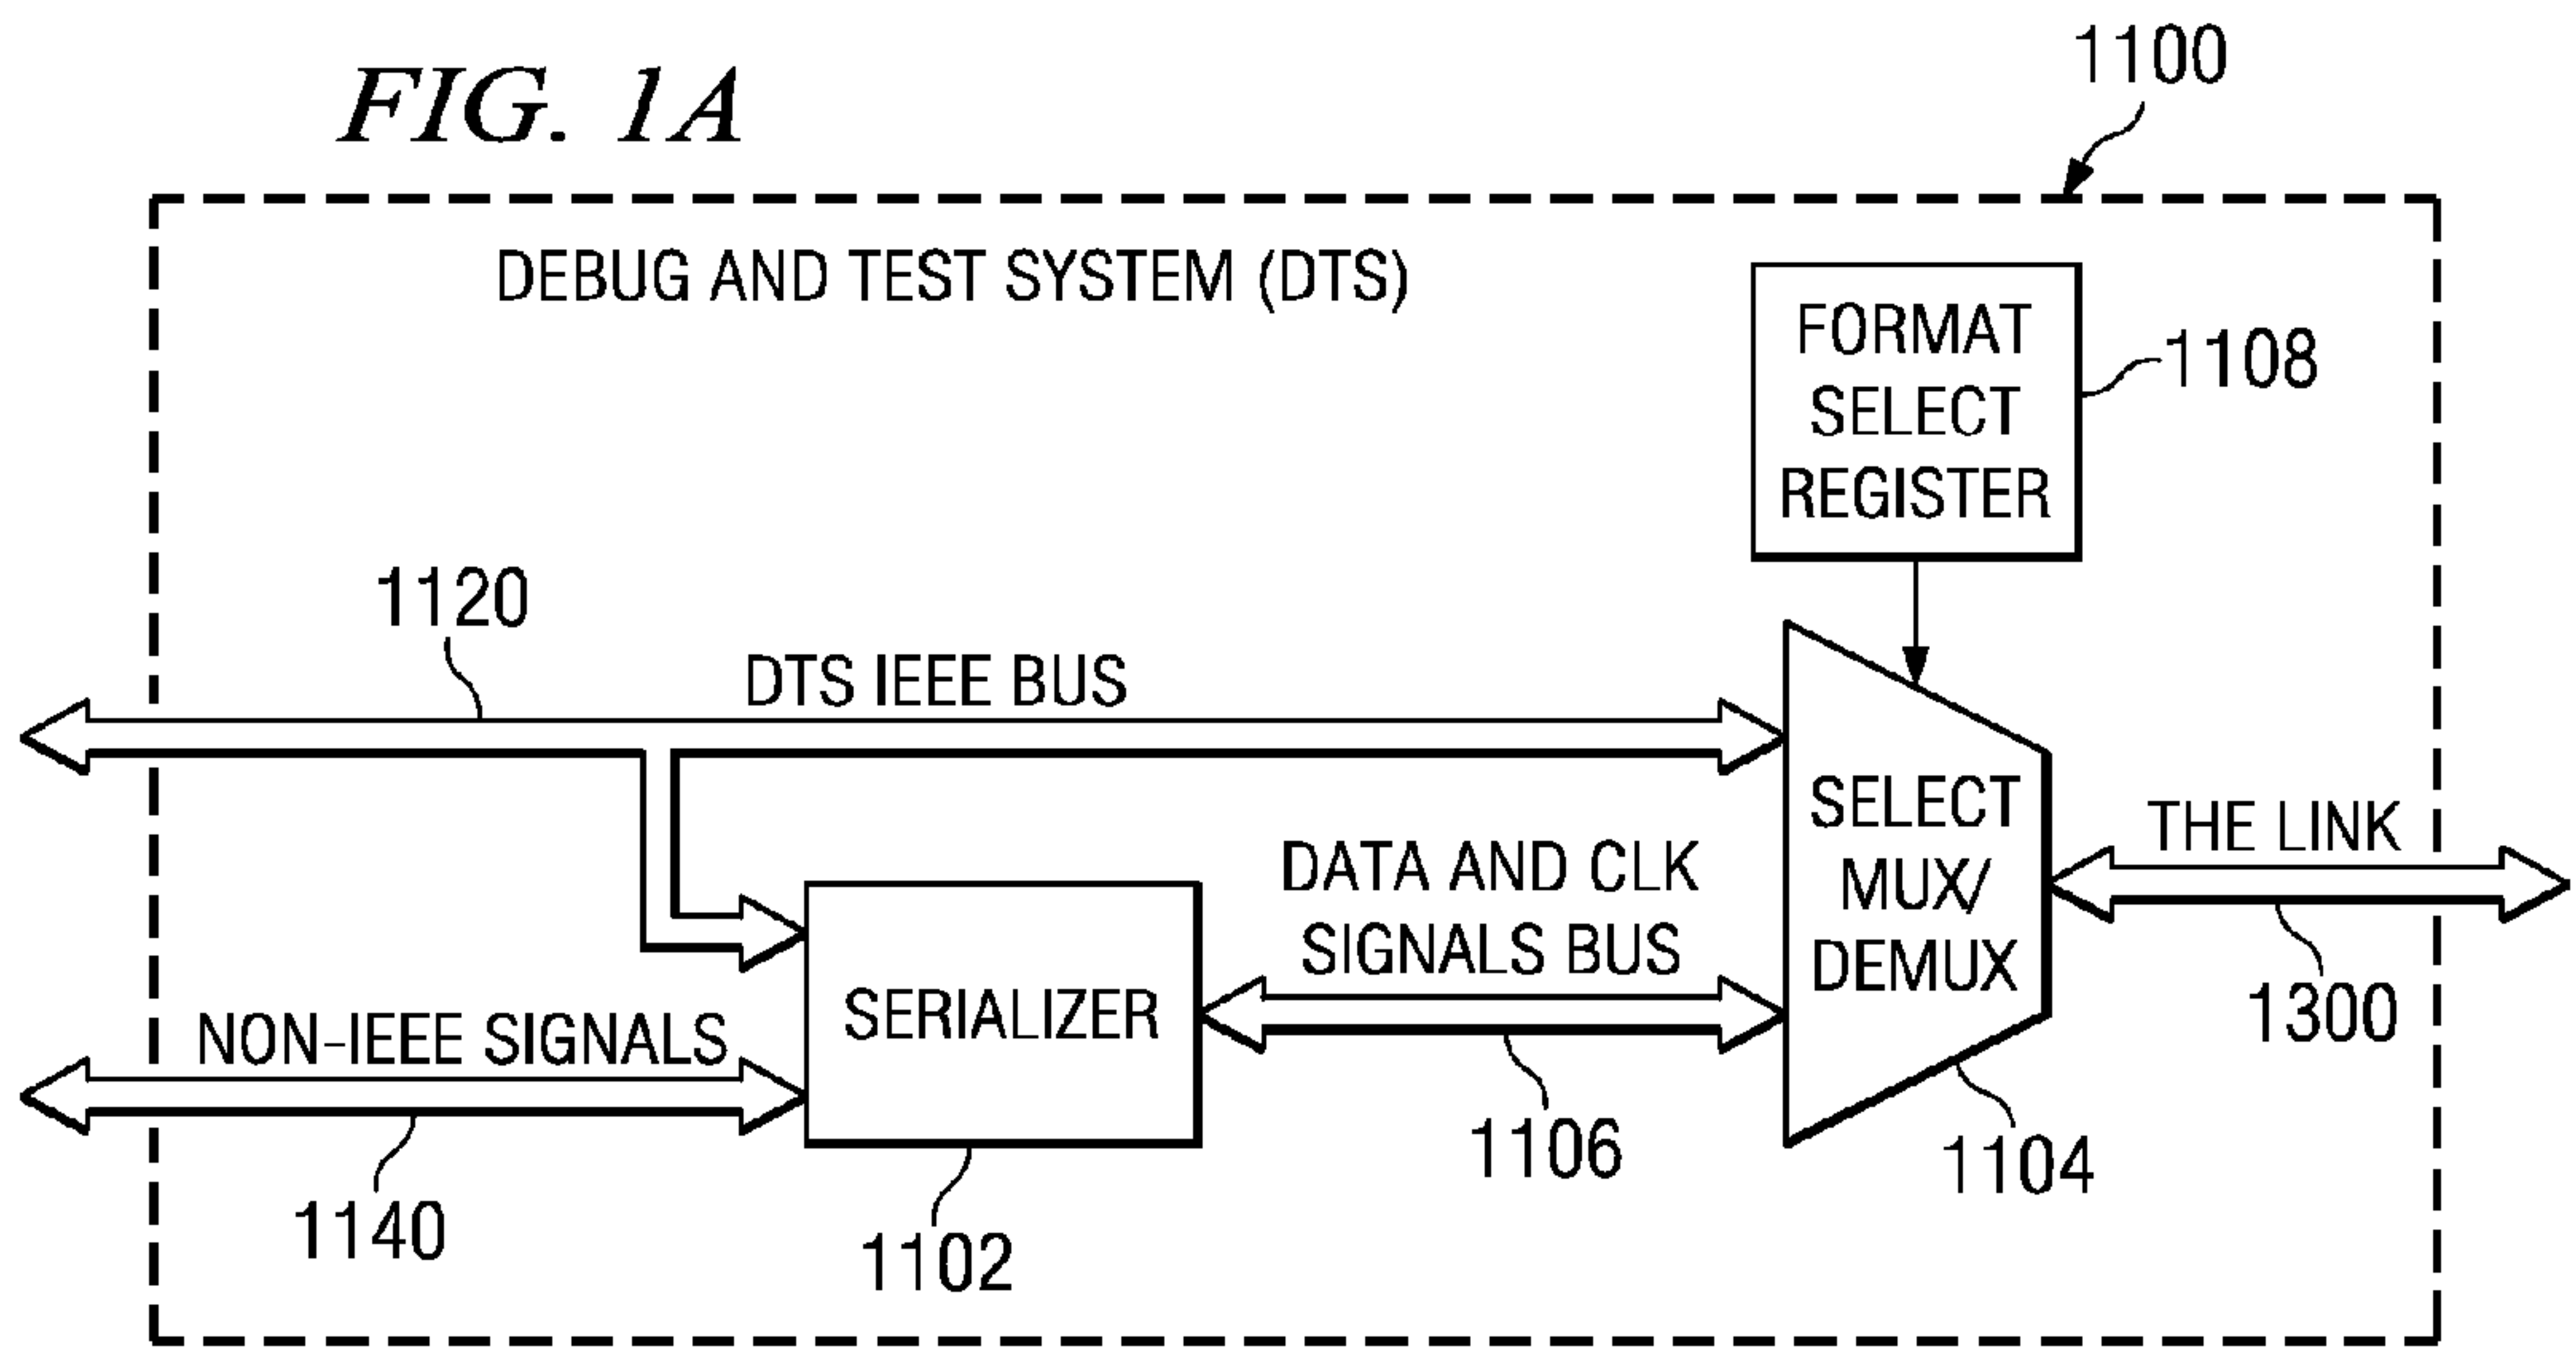 FIG. 1A
1100
DEBUG AND TEST SYSTEM (DTS)
FORMAT
SELECT
REGISTER
1108
1120
DTS IEEE BUS
SELECT
MUX/
DEMUX
THE LINK
1300
DATA AND CLK
SIGNALS BUS
SERIALIZER
NON-IEEE SIGNALS
1106
1104
1140
1102